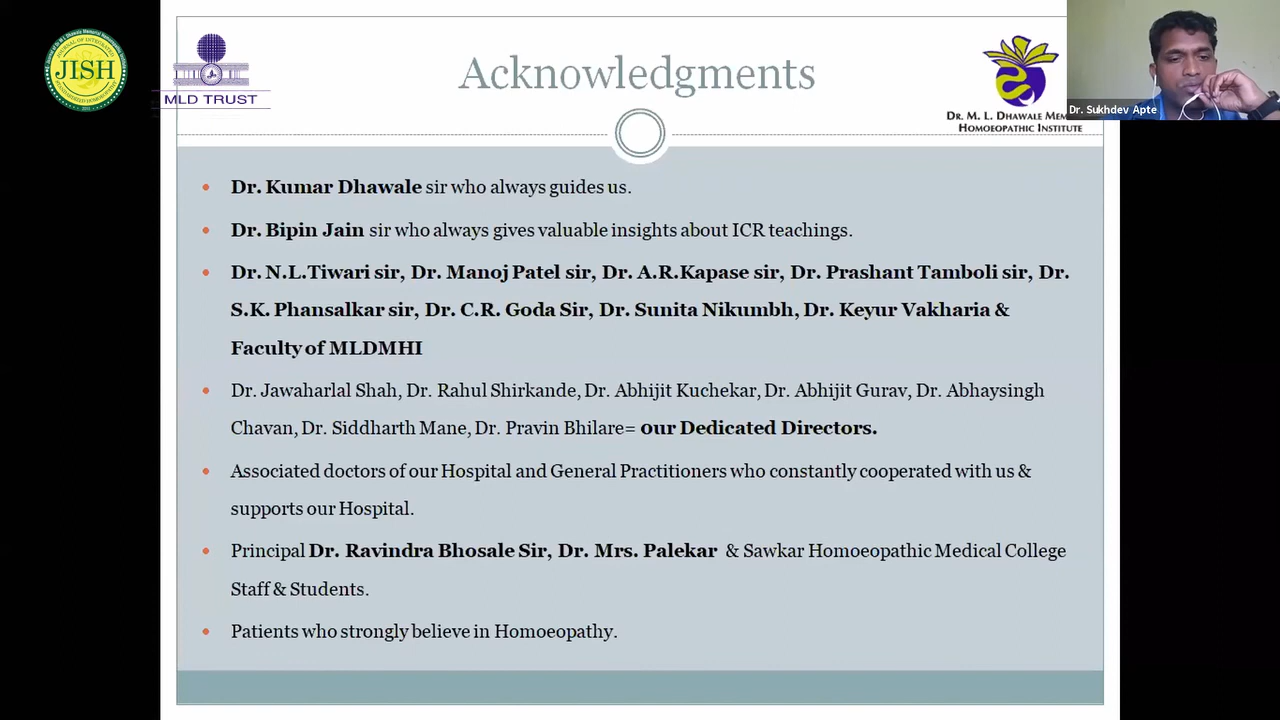 JISH
MLD TRUST
Acknowledgments
DR. M. L. DHAWALE
HOMOEOPATHIC INSTITUTE
Dr. Sukhdev Apte
• Dr. Kumar Dhawale sir who always guides us.
• Dr. Bipin Jain sir who always gives valuable insights about ICR teachings.
• Dr. N.L.Tiwari sir, Dr. Manoj Patel sir, Dr. A.R.Kapase sir, Dr. Prashant Tamboli sir, Dr.
S.K. Phansalkar sir, Dr. C.R. Goda Sir, Dr. Sunita Nikumbh, Dr. Keyur Vakharia &
Faculty of MLDMHI
• Dr. Jawaharlal Shah, Dr. Rahul Shirkande, Dr. Abhijit Kuchekar, Dr. Abhijit Gurav, Dr. Abhaysingh
Chavan, Dr. Siddharth Mane, Dr. Pravin Bhilare= our Dedicated Directors.
• Associated doctors of our Hospital and General Practitioners who constantly cooperated with us &
supports our Hospital.
• Principal Dr. Ravindra Bhosale Sir, Dr. Mrs. Palekar & Sawkar Homoeopathic Medical College
Staff & Students.
• Patients who strongly believe in Homoeopathy.